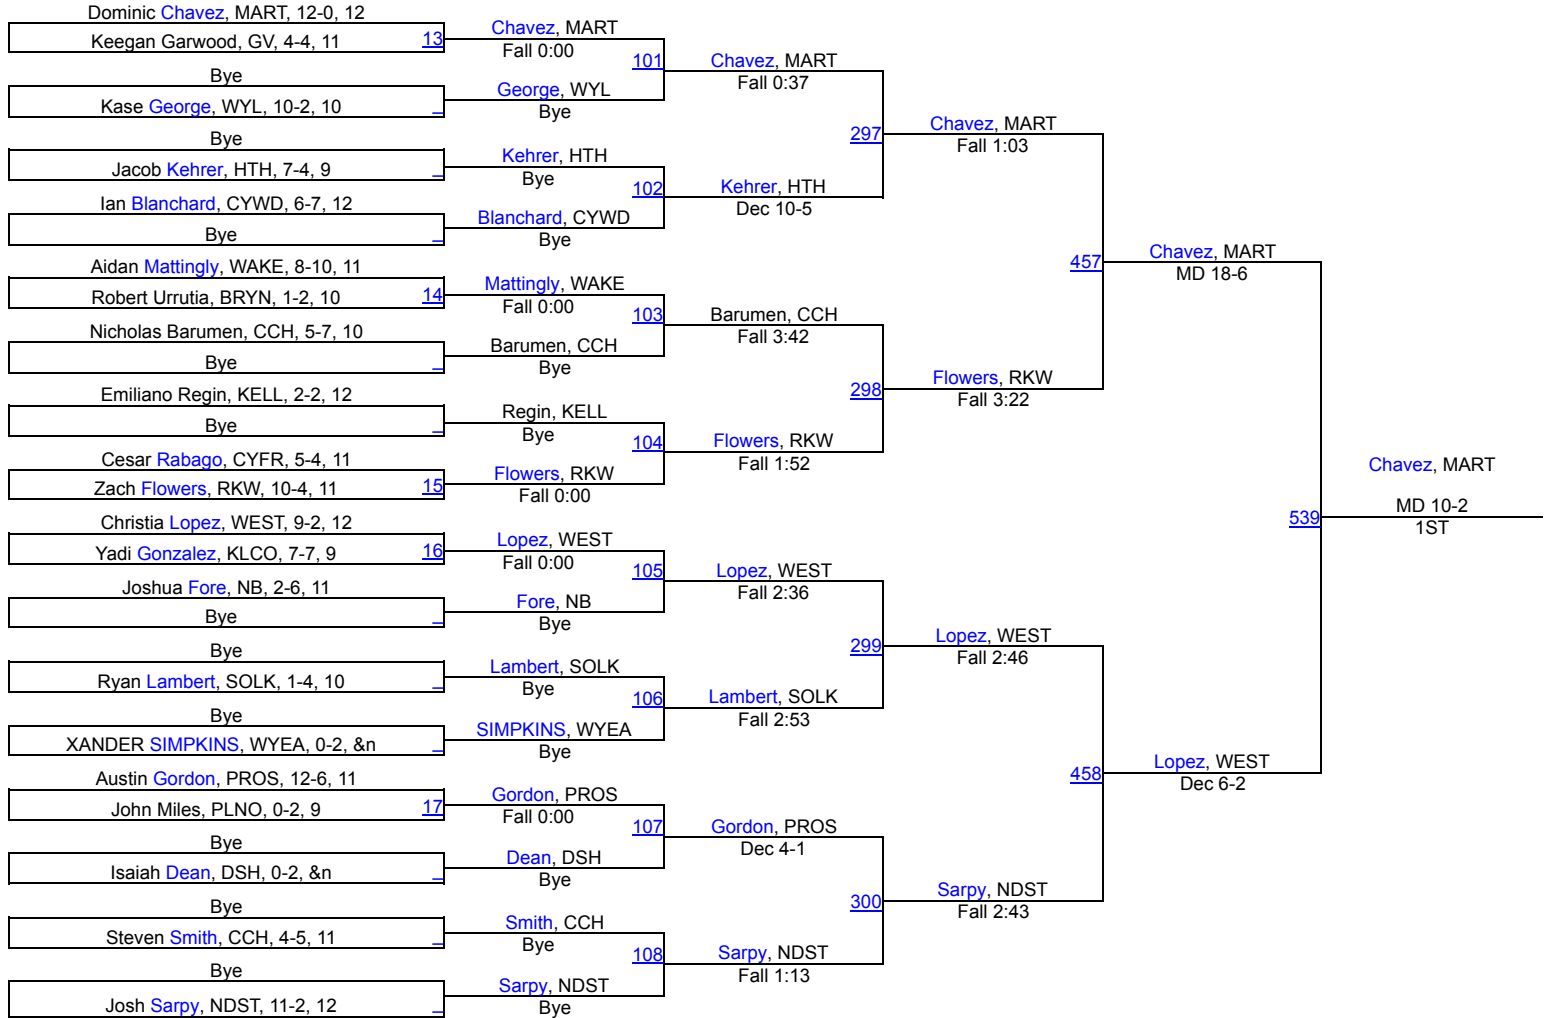 Dominic Chavez, MART, 12-0, 12
Keegan Garwood, GV, 4-4, 11
13
Bye
Kase George, WYL, 10-2, 10
Bye
Jacob Kehrer, HTH, 7-4, 9
Ian Blanchard, CYWD, 6-7, 12
Bye
Aidan Mattingly, WAKE, 8-10, 11
Robert Urrutia, BRYN, 1-2, 10
14
Nicholas Barumen, CCH, 5-7, 10
Bye
Emiliano Regin, KELL, 2-2, 12
Bye
Cesar Rabago, CYFR, 5-4, 11
Zach Flowers, RKW, 10-4, 11
15
Christia Lopez, WEST, 9-2, 12
Yadi Gonzalez, KLCO, 7-7, 9
16
Joshua Fore, NB, 2-6, 11
Bye
Bye
Ryan Lambert, SOLK, 1-4, 10
Bye
XANDER SIMPKINS, WYEA, 0-2, &n
Austin Gordon, PROS, 12-6, 11
John Miles, PLNO, 0-2, 9
17
Bye
Isaiah Dean, DSH, 0-2, &n
Bye
Steven Smith, CCH, 4-5, 11
Bye
Josh Sarpy, NDST, 11-2, 12
Chavez, MART
Fall 0:00
101
George, WYL
Bye
Kehrer, HTH
Bye
102
Blanchard, CYWD
Bye
Mattingly, WAKE
Fall 0:00
103
Barumen, CCH
Bye
Regin, KELL
Bye
104
Flowers, RKW
Fall 0:00
Lopez, WEST
Fall 0:00
105
Fore, NB
Bye
Lambert, SOLK
Bye
106
SIMPKINS, WYEA
Bye
Gordon, PROS
Fall 0:00
107
Dean, DSH
Bye
Smith, CCH
Bye
108
Sarpy, NDST
Bye
Chavez, MART
Fall 0:37
297
Kehrer, HTH
Dec 10-5
Barumen, CCH
Fall 3:42
298
Flowers, RKW
Fall 1:52
Lopez, WEST
Fall 2:36
299
Lambert, SOLK
Fall 2:53
Gordon, PROS
Dec 4-1
300
Sarpy, NDST
Fall 1:13
Chavez, MART
Fall 1:03
457
Flowers, RKW
Fall 3:22
Lopez, WEST
Fall 2:46
458
Sarpy, NDST
Fall 2:43
Chavez, MART
MD 18-6
539
Lopez, WEST
Dec 6-2
Chavez, MART
MD 10-2
1ST